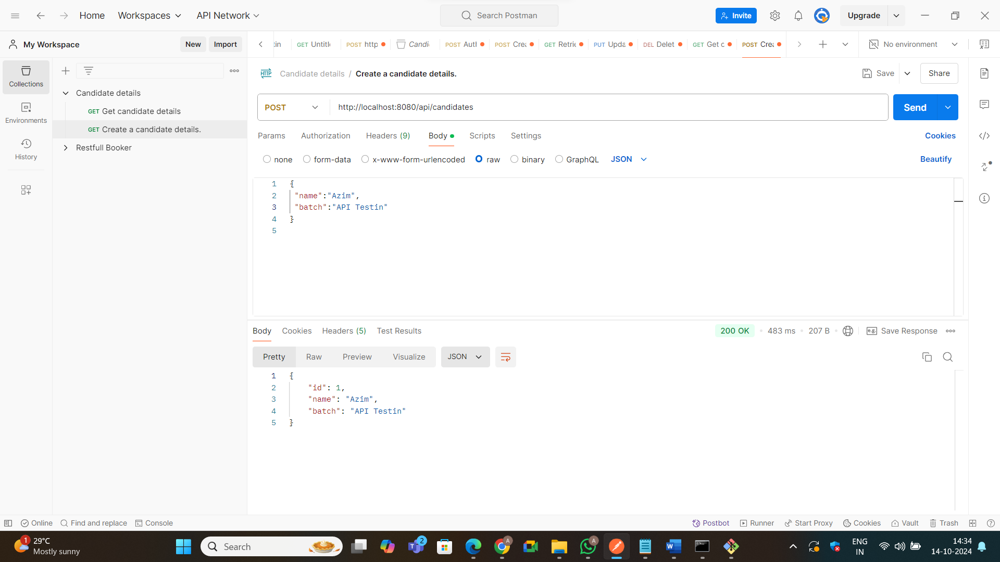 Home Workspaces API Network Search Postman Invite Upgrade
My Workspace New Import tin GET Untitl POST http Candi POST Autl POST Crea GET Retrie PUT Upda DEL Delet GET Get c POST Crea No environment
Collections
Environments
History
Candidate details
GET Get candidate details
GET Create a candidate details.
Restfull Booker
HTTP Candidate details / Create a candidate details. Save Share
POST http://localhost:8080/api/candidates Send
Params Authorization Headers (9) Body Scripts Settings Cookies
none form-data x-www-form-urlencoded raw binary GraphQL JSON Beautify
1 {
2 "name":"Azim",
3 "batch":"API Testin"
4 }
5
Body Cookies Headers (5) Test Results 200 OK 483 ms 207 B e.g. Save Response
Pretty Raw Preview Visualize JSON
1 {
2 "id": 1,
3 "name": "Azim",
4 "batch": "API Testin"
5 }
Online Find and replace Console Postbot Runner Start Proxy Cookies Vault Trash
1 29°C
Mostly sunny
Search
2
A
A
ENG
IN
14:34
14-10-2024